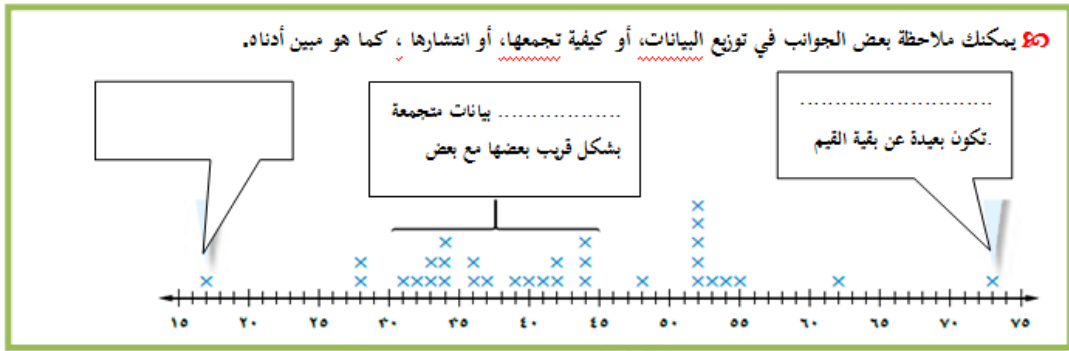 يمكنك ملاحظة بعض الجوانب في توزيع البيانات، أو كيفية تجمعها، أو انتشارها ، كما هو مبين أدناه.
............................
تكون بعيدة عن بقية القيم.
.................. بيانات متجمعة
بشكل قريب بعضها مع بعض
١٥ ٢٠ ٢٥ ٣٠ ٣٥ ٤٠ ٤٥ ٥٠ ٥٥ ٦٠ ٦٥ ٧٠ ٧٥